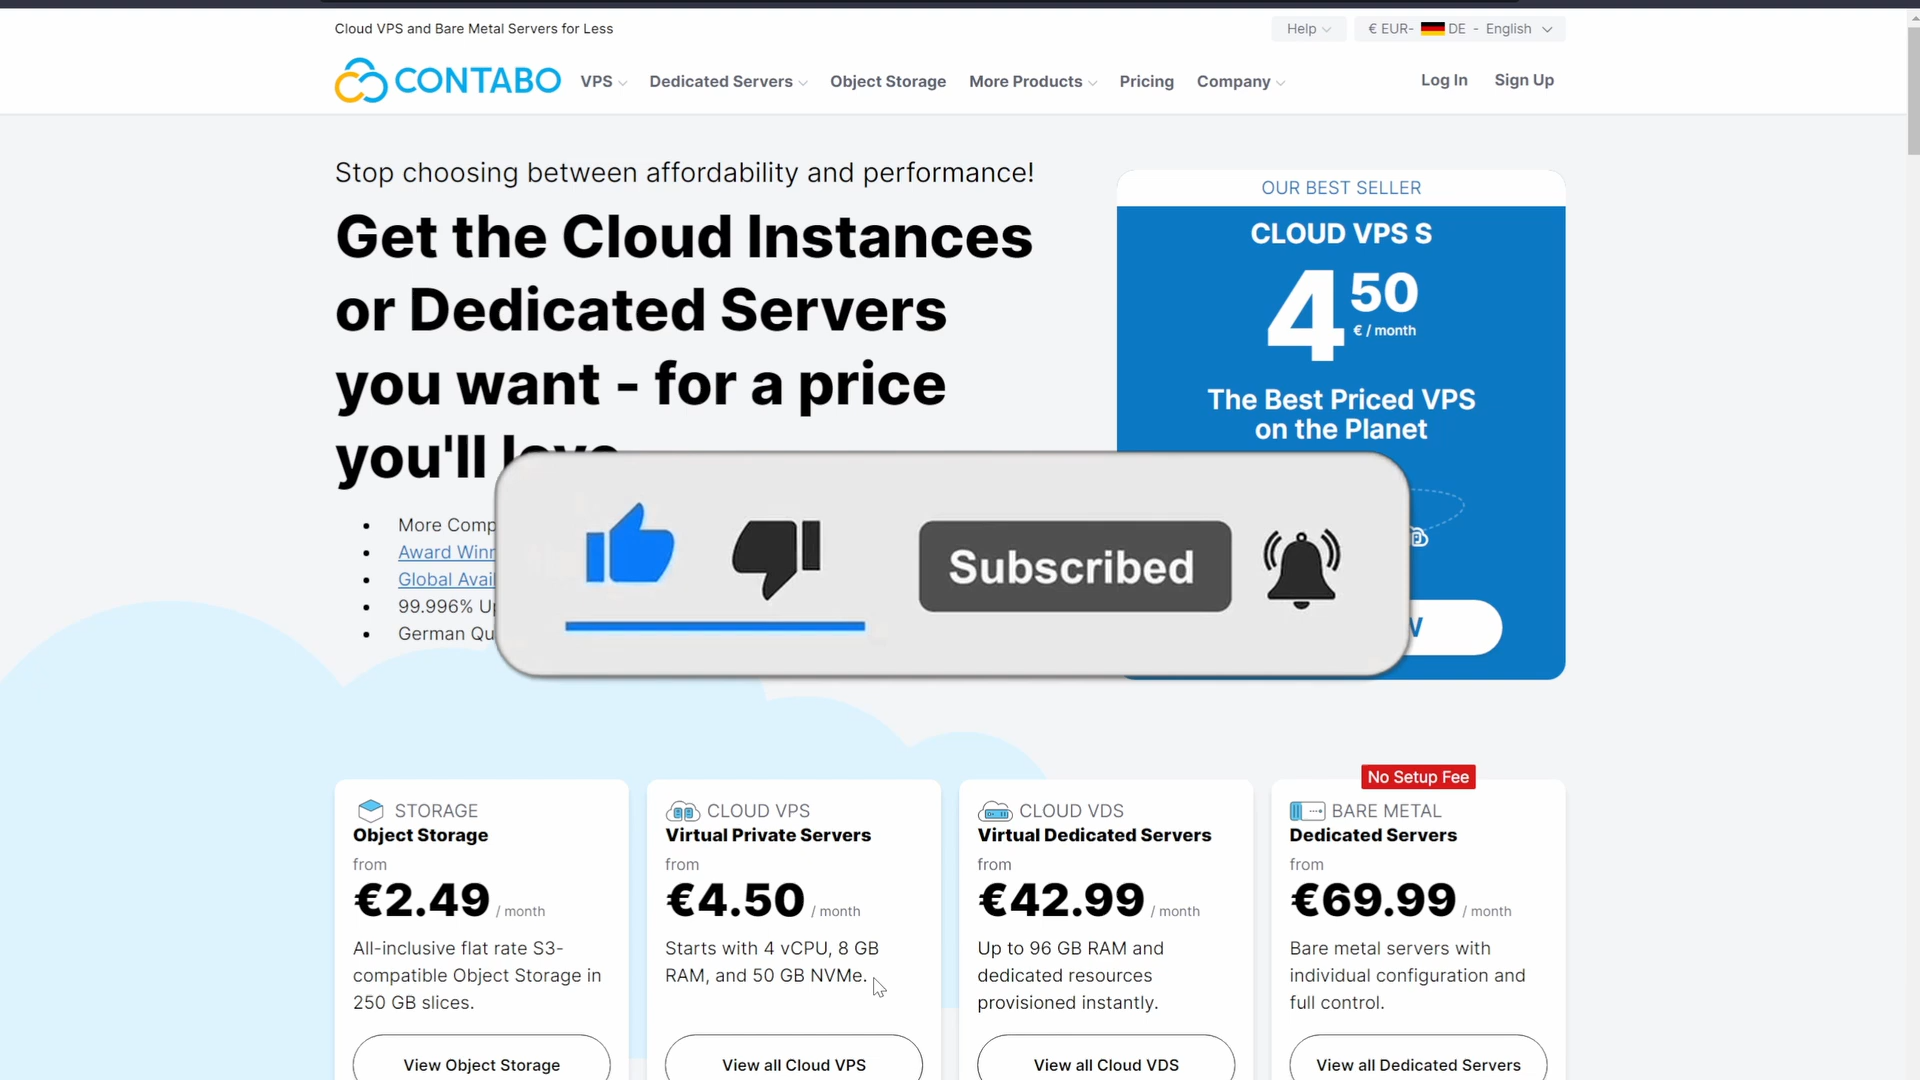 Cloud VPS and Bare Metal Servers for Less
Help
€ EUR- DE - English
CONTABO
VPS
Dedicated Servers
Object Storage
More Products
Pricing
Company
Log In
Sign Up
Stop choosing between affordability and performance!
Get the Cloud Instances
or Dedicated Servers
you want - for a price
you'll love
More Comp
Award Winn
Global Avai
99.996% Up
German Qu
OUR BEST SELLER
CLOUD VPS S
4 50
€ / month
The Best Priced VPS
on the Planet
Subscribed
No Setup Fee
STORAGE
Object Storage
from
€2.49 / month
All-inclusive flat rate S3-
compatible Object Storage in
250 GB slices.
View Object Storage
CLOUD VPS
Virtual Private Servers
from
€4.50 / month
Starts with 4 vCPU, 8 GB
RAM, and 50 GB NVMe.
View all Cloud VPS
CLOUD VDS
Virtual Dedicated Servers
from
€42.99 / month
Up to 96 GB RAM and
dedicated resources
provisioned instantly.
View all Cloud VDS
BARE METAL
Dedicated Servers
from
€69.99 / month
Bare metal servers with
individual configuration and
full control.
View all Dedicated Servers